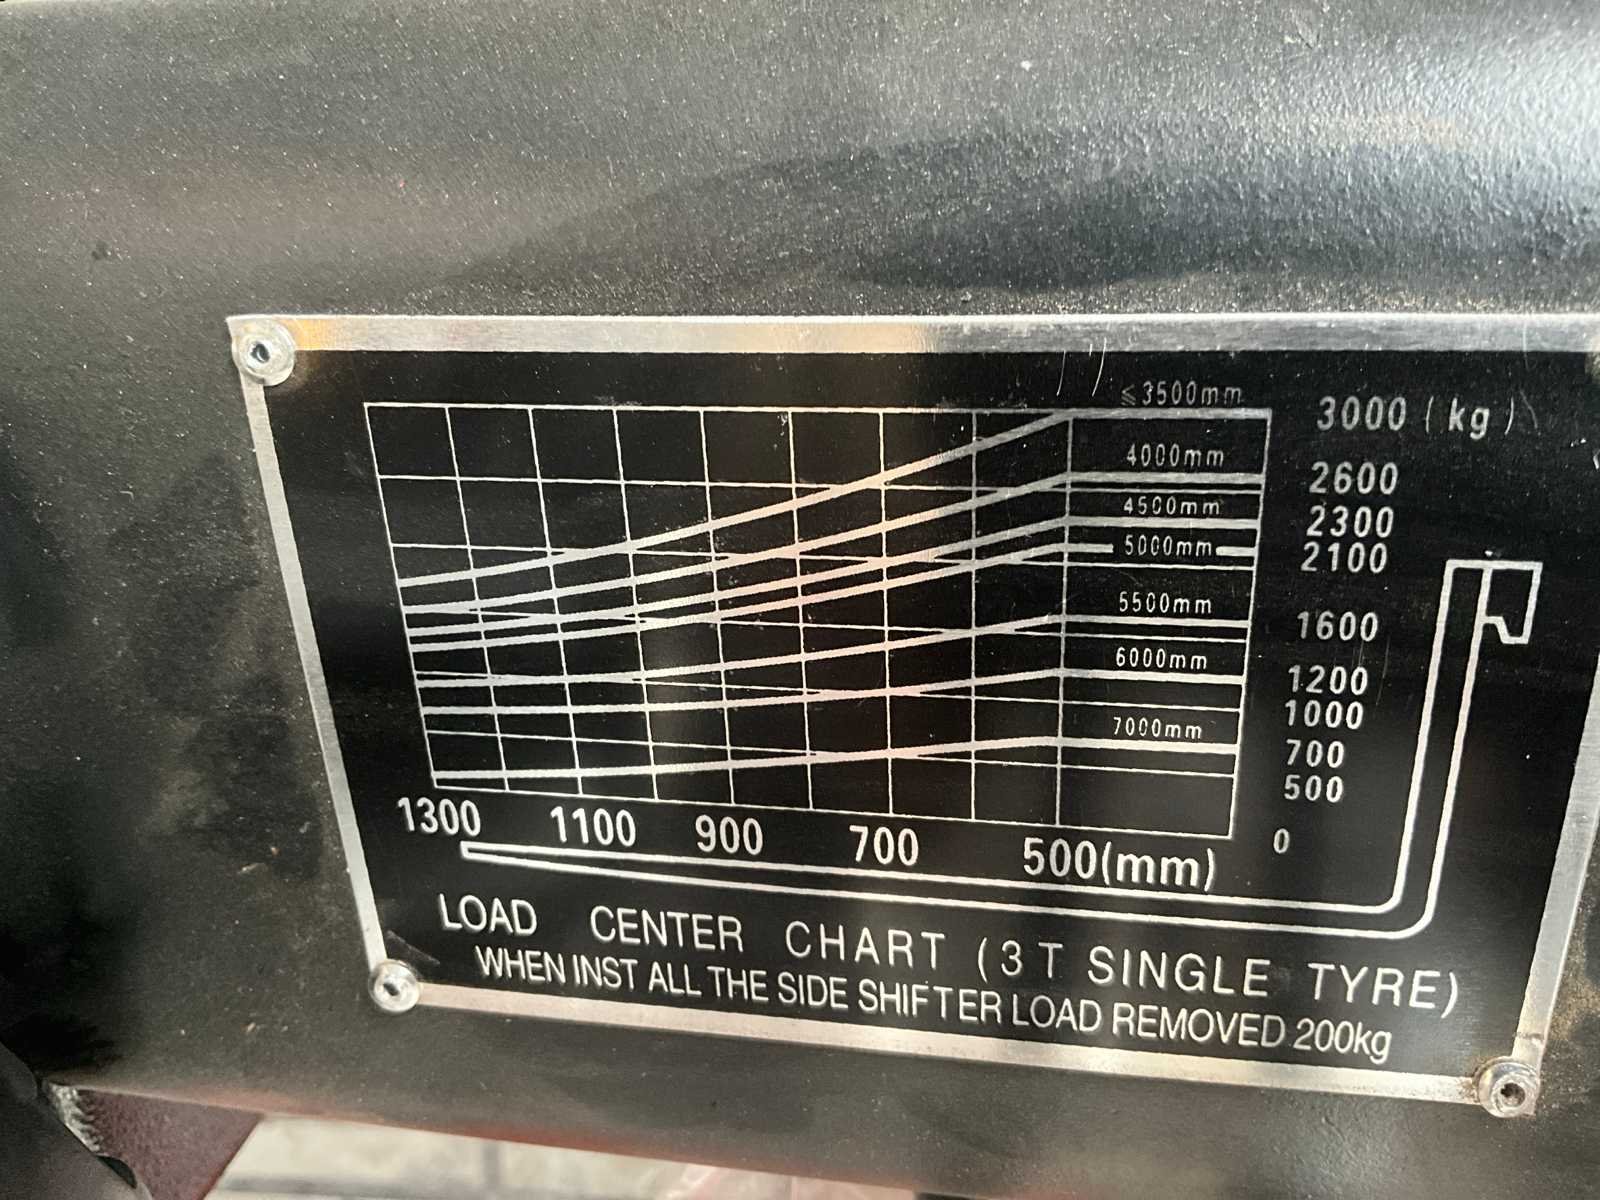 ⩽3500mm
3000 (kg)
4000mm
2600
4500mm
2300
5000mm
2100
5500mm
1600
6000mm
1200
1000
7000mm
700
500
0
1300 1100 900 700 500(mm)
LOAD CENTER CHART (3T SINGLE TYRE)
WHEN INST ALL THE SIDE SHIFTER LOAD REMOVED 200kg